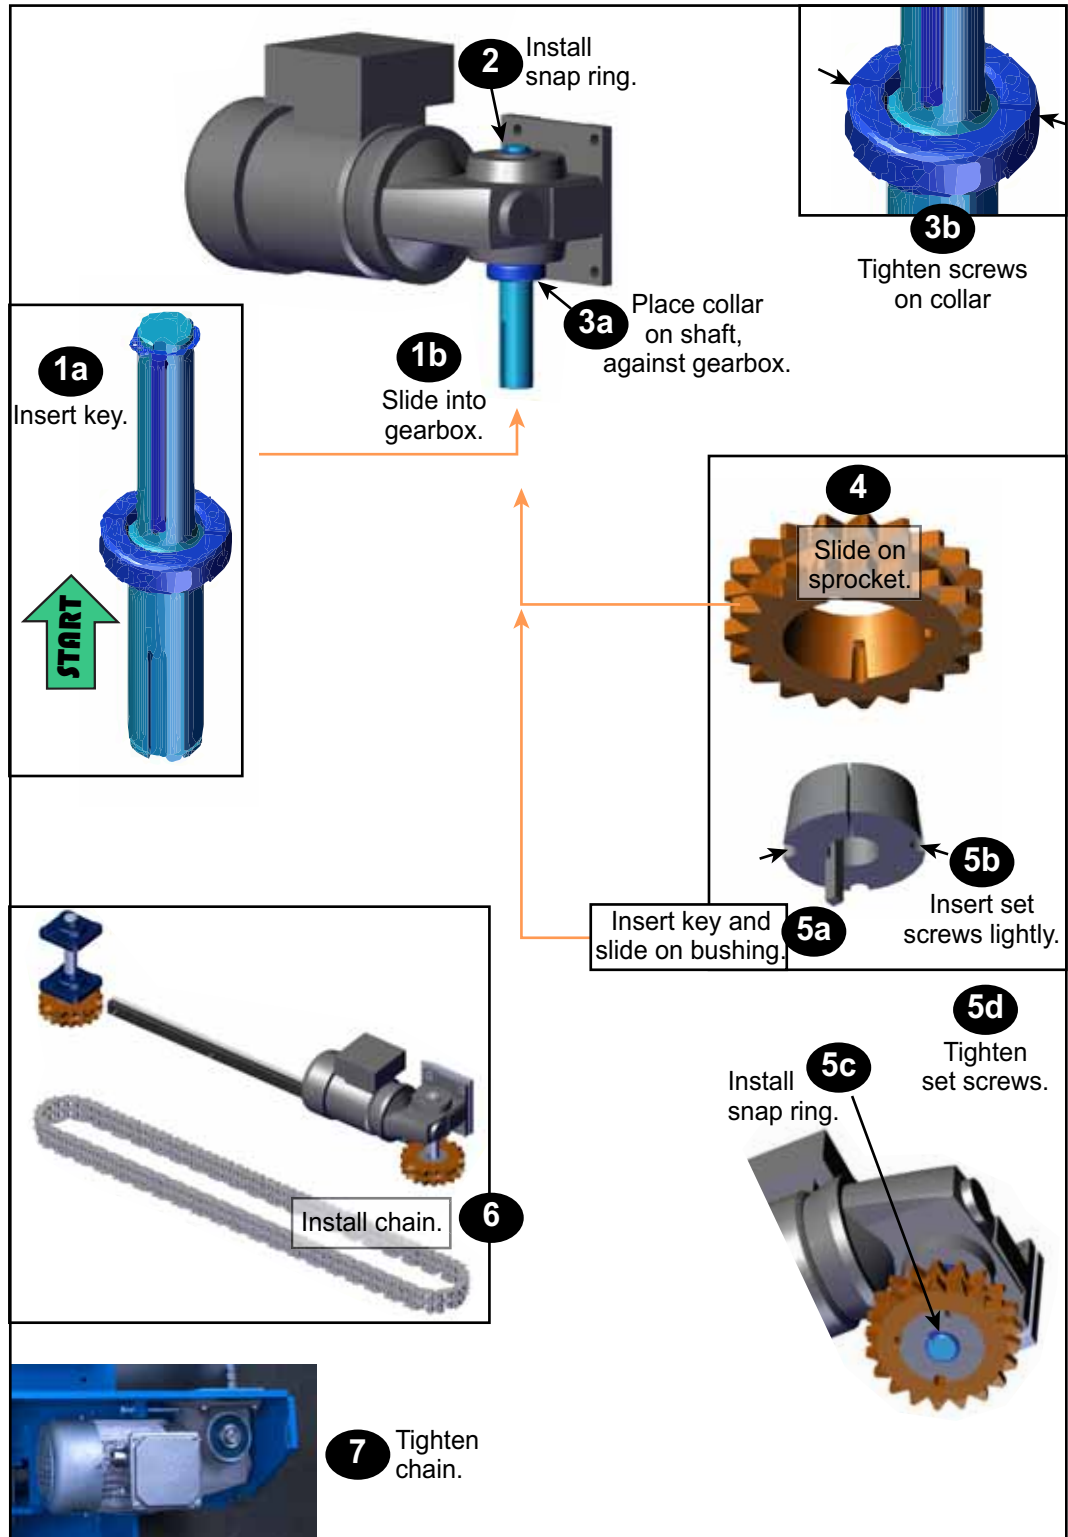 1a
Insert key.
START
1b
Slide into
gearbox.
2
Install
snap ring.
3a
Place collar
on shaft,
against gearbox.
3b
Tighten screws
on collar
4
Slide on
sprocket.
5a
Insert key and
slide on bushing.
5b
Insert set
screws lightly.
5c
Install
snap ring.
5d
Tighten
set screws.
6
Install chain.
7
Tighten
chain.